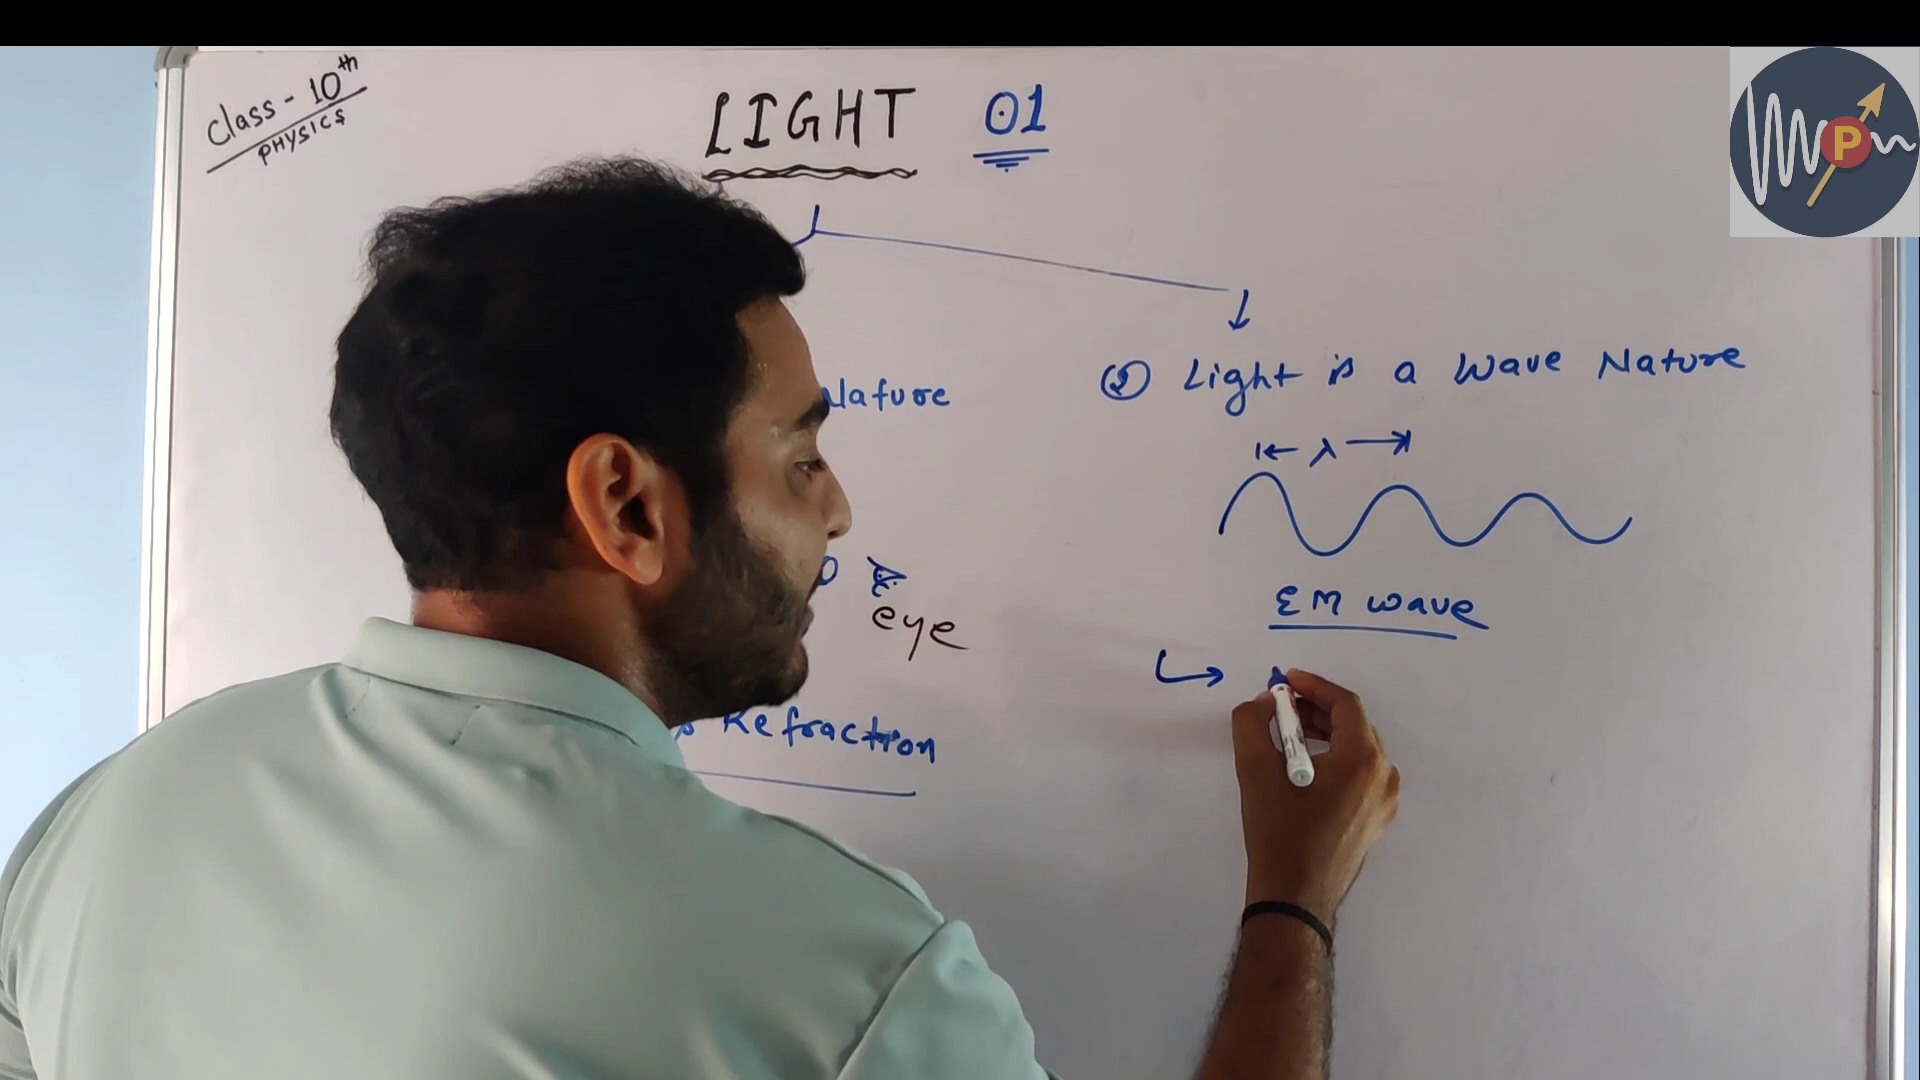 Class - 10th
PHYSICS
LIGHT 01
Nature
eye
Refraction
(2) Light is a Wave Nature
λ
EM wave
P